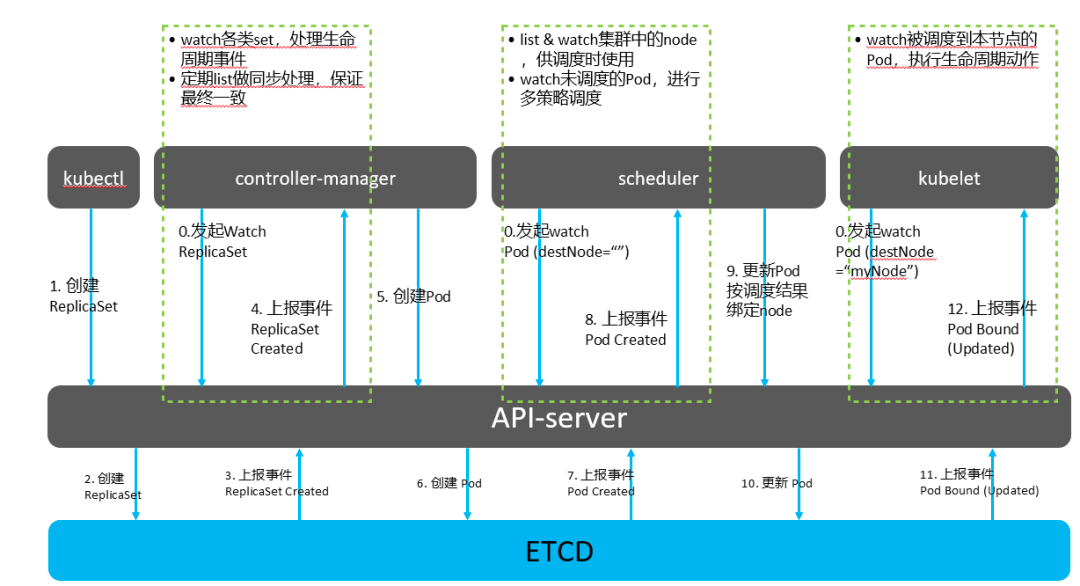 • watch各类set，处理生命
周期事件
• 定期list做同步处理，保证
最终一致
• list & watch集群中的node
，供调度时使用
• watch未调度的Pod，进行
多策略调度
• watch被调度到本节点的
Pod，执行生命周期动作
kubectl
controller-manager
scheduler
kubelet
1. 创建
ReplicaSet
0.发起Watch
ReplicaSet
4. 上报事件
ReplicaSet
Created
5. 创建Pod
0.发起watch
Pod (destNode=“”)
8. 上报事件
Pod Created
9. 更新Pod
按调度结果
绑定node
0.发起watch
Pod (destNode
=“myNode”)
12. 上报事件
Pod Bound
(Updated)
API-server
2. 创建
ReplicaSet
3. 上报事件
ReplicaSet Created
6. 创建 Pod
7. 上报事件
Pod Created
10. 更新 Pod
11. 上报事件
Pod Bound (Updated)
ETCD